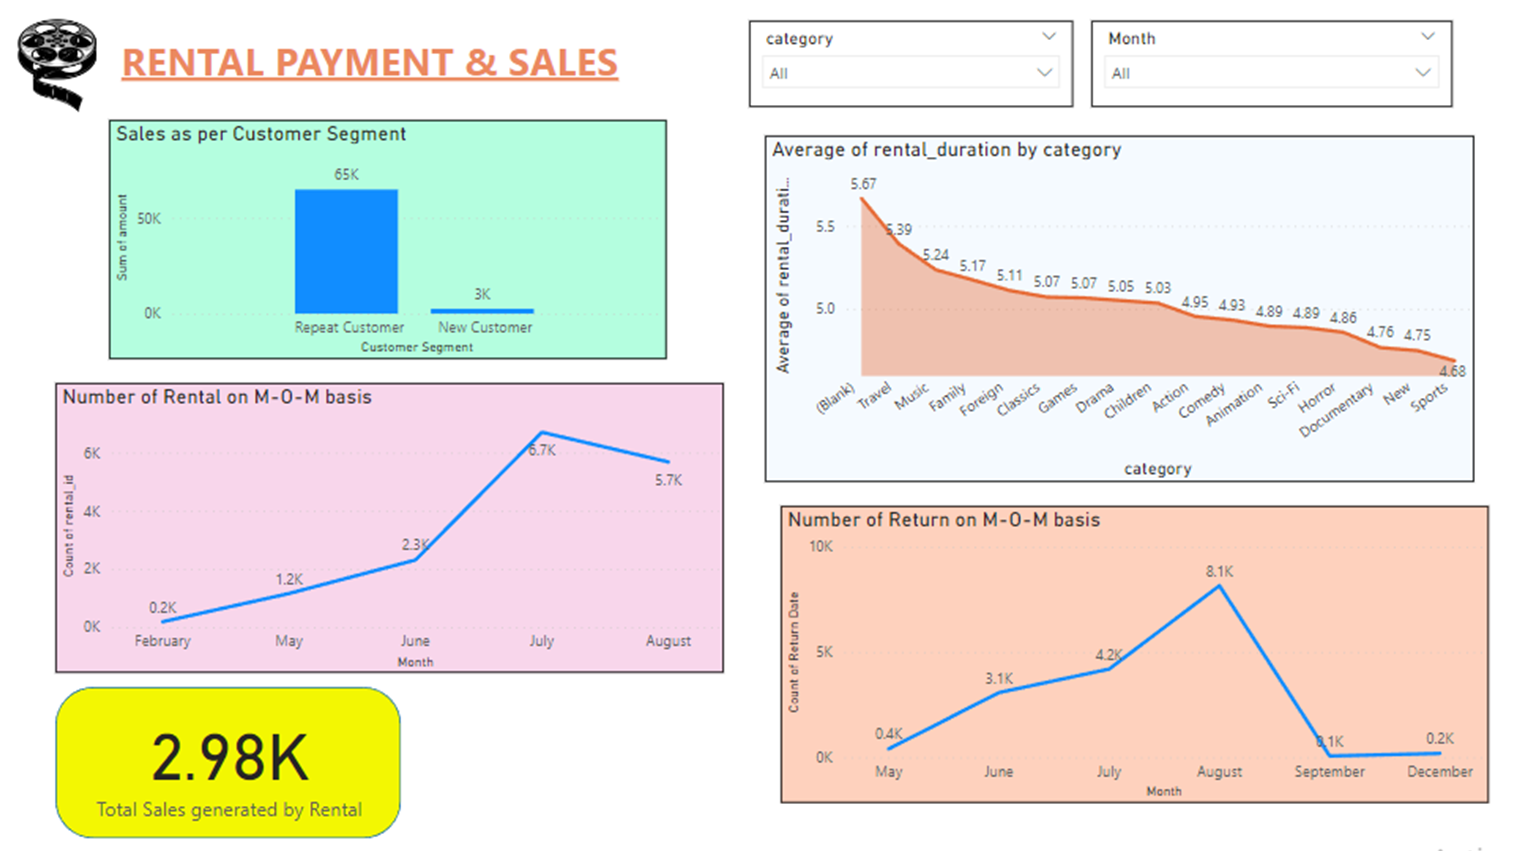 RENTAL PAYMENT & SALES
category
All
Month
All
Sales as per Customer Segment
Sum of amount
50K
0K
65K
3K
Repeat Customer
New Customer
Customer Segment
Average of rental_duration by category
Average of rental_durati...
5.5
5.0
5.67
5.39
5.24
5.17
5.11
5.07
5.07
5.05
5.03
4.95
4.93
4.89
4.89
4.86
4.76
4.75
4.68
(Blank)
Travel
Music
Family
Foreign
Classics
Games
Drama
Children
Action
Comedy
Animation
Sci-Fi
Horror
Documentary
New
Sports
category
Number of Rental on M-O-M basis
Count of rental_id
6K
4K
2K
0K
0.2K
1.2K
2.3K
6.7K
5.7K
February
May
June
July
August
Month
Number of Return on M-O-M basis
Count of Return Date
10K
5K
0K
0.4K
3.1K
4.2K
8.1K
0.1K
0.2K
May
June
July
August
September
December
Month
2.98K
Total Sales generated by Rental